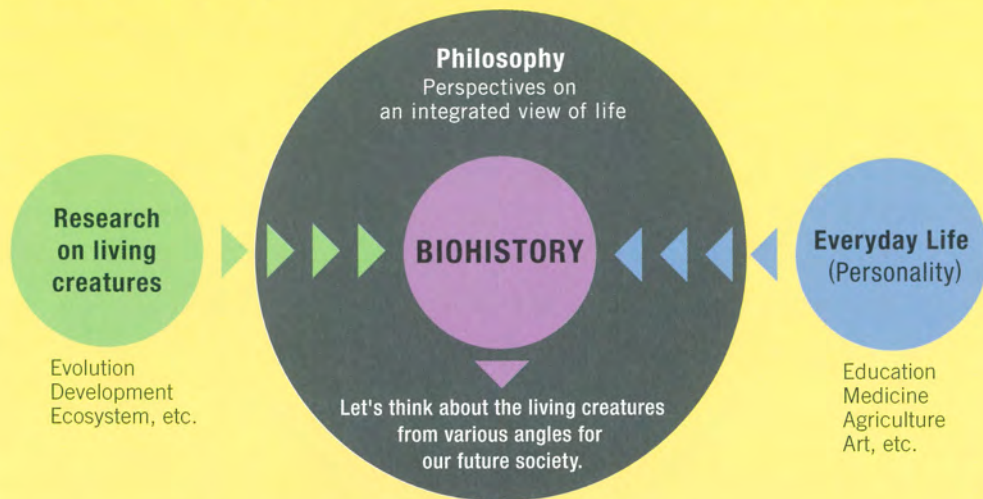 Philosophy
Perspectives on
an integrated view of life
Research
on living
creatures
BIOHISTORY
Everyday Life
(Personality)
Evolution
Development
Ecosystem, etc.
Let's think about the living creatures
from various angles for
our future society.
Education
Medicine
Agriculture
Art, etc.